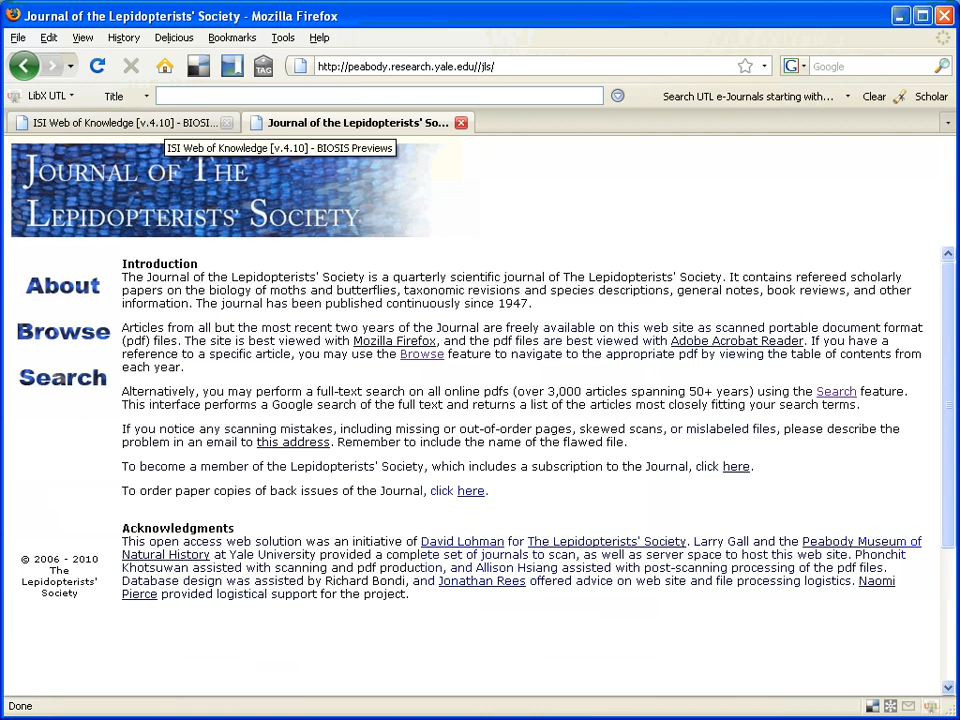 Journal of the Lepidopterists' Society - Mozilla Firefox
File Edit View History Delicious Bookmarks Tools Help
TAG http://peabody.research.yale.edu//jls/ G Google
LibX UTL Title Search UTL e-Journals starting with... Clear Scholar
ISI Web of Knowledge [v.4.10] - BIOSI... Journal of the Lepidopterists' So...
ISI Web of Knowledge [v.4.10] - BIOSIS Previews
JOURNAL OF THE
LEPIDOPTERISTS' SOCIETY
About
Browse
Search
© 2006 - 2010
The
Lepidopterists'
Society
Introduction
The Journal of the Lepidopterists' Society is a quarterly scientific journal of The Lepidopterists' Society. It contains refereed scholarly
papers on the biology of moths and butterflies, taxonomic revisions and species descriptions, general notes, book reviews, and other
information. The journal has been published continuously since 1947.
Articles from all but the most recent two years of the Journal are freely available on this web site as scanned portable document format
(pdf) files. The site is best viewed with Mozilla Firefox, and the pdf files are best viewed with Adobe Acrobat Reader. If you have a
reference to a specific article, you may use the Browse feature to navigate to the appropriate pdf by viewing the table of contents from
each year.
Alternatively, you may perform a full-text search on all online pdfs (over 3,000 articles spanning 50+ years) using the Search feature.
This interface performs a Google search of the full text and returns a list of the articles most closely fitting your search terms.
If you notice any scanning mistakes, including missing or out-of-order pages, skewed scans, or mislabeled files, please describe the
problem in an email to this address. Remember to include the name of the flawed file.
To become a member of the Lepidopterists' Society, which includes a subscription to the Journal, click here.
To order paper copies of back issues of the Journal, click here.
Acknowledgments
This open access web solution was an initiative of David Lohman for The Lepidopterists' Society. Larry Gall and the Peabody Museum of
Natural History at Yale University provided a complete set of journals to scan, as well as server space to host this web site. Phonchit
Khotsuwan assisted with scanning and pdf production, and Allison Hsiang assisted with post-scanning processing of the pdf files.
Database design was assisted by Richard Bondi, and Jonathan Rees offered advice on web site and file processing logistics. Naomi
Pierce provided logistical support for the project.
Done